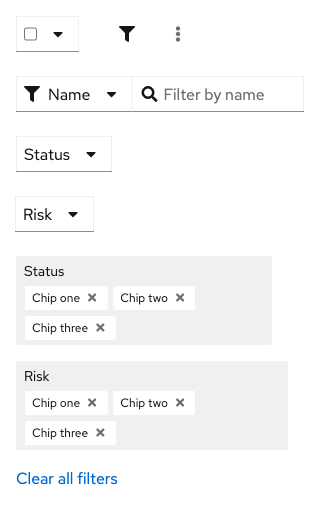 Name Filter by name
Status
Risk
Status
Chip one Chip two
Chip three
Risk
Chip one Chip two
Chip three
Clear all filters